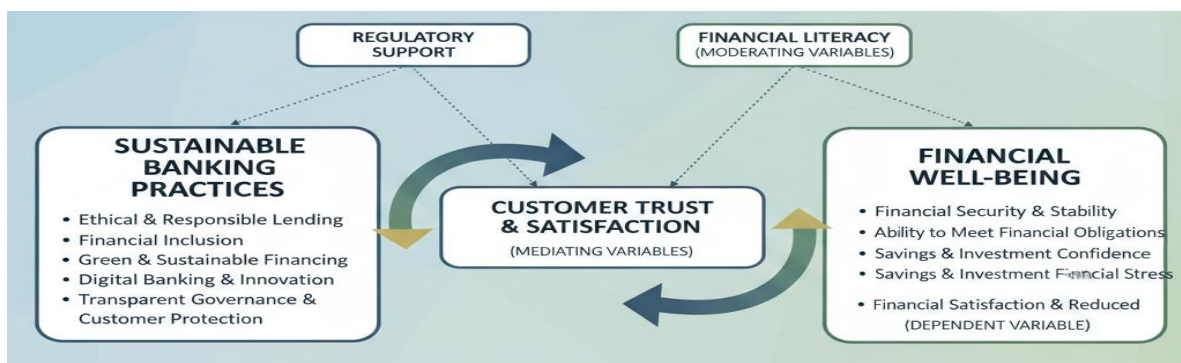 REGULATORY
SUPPORT
FINANCIAL LITERACY
(MODERATING VARIABLES)
SUSTAINABLE
BANKING
PRACTICES
• Ethical & Responsible Lending
• Financial Inclusion
• Green & Sustainable Financing
• Digital Banking & Innovation
• Transparent Governance &
Customer Protection
CUSTOMER TRUST
& SATISFACTION
(MEDIATING VARIABLES)
FINANCIAL
WELL-BEING
• Financial Security & Stability
• Ability to Meet Financial Obligations
• Savings & Investment Confidence
• Savings & Investment Financial Stress
• Financial Satisfaction & Reduced
(DEPENDENT VARIABLE)